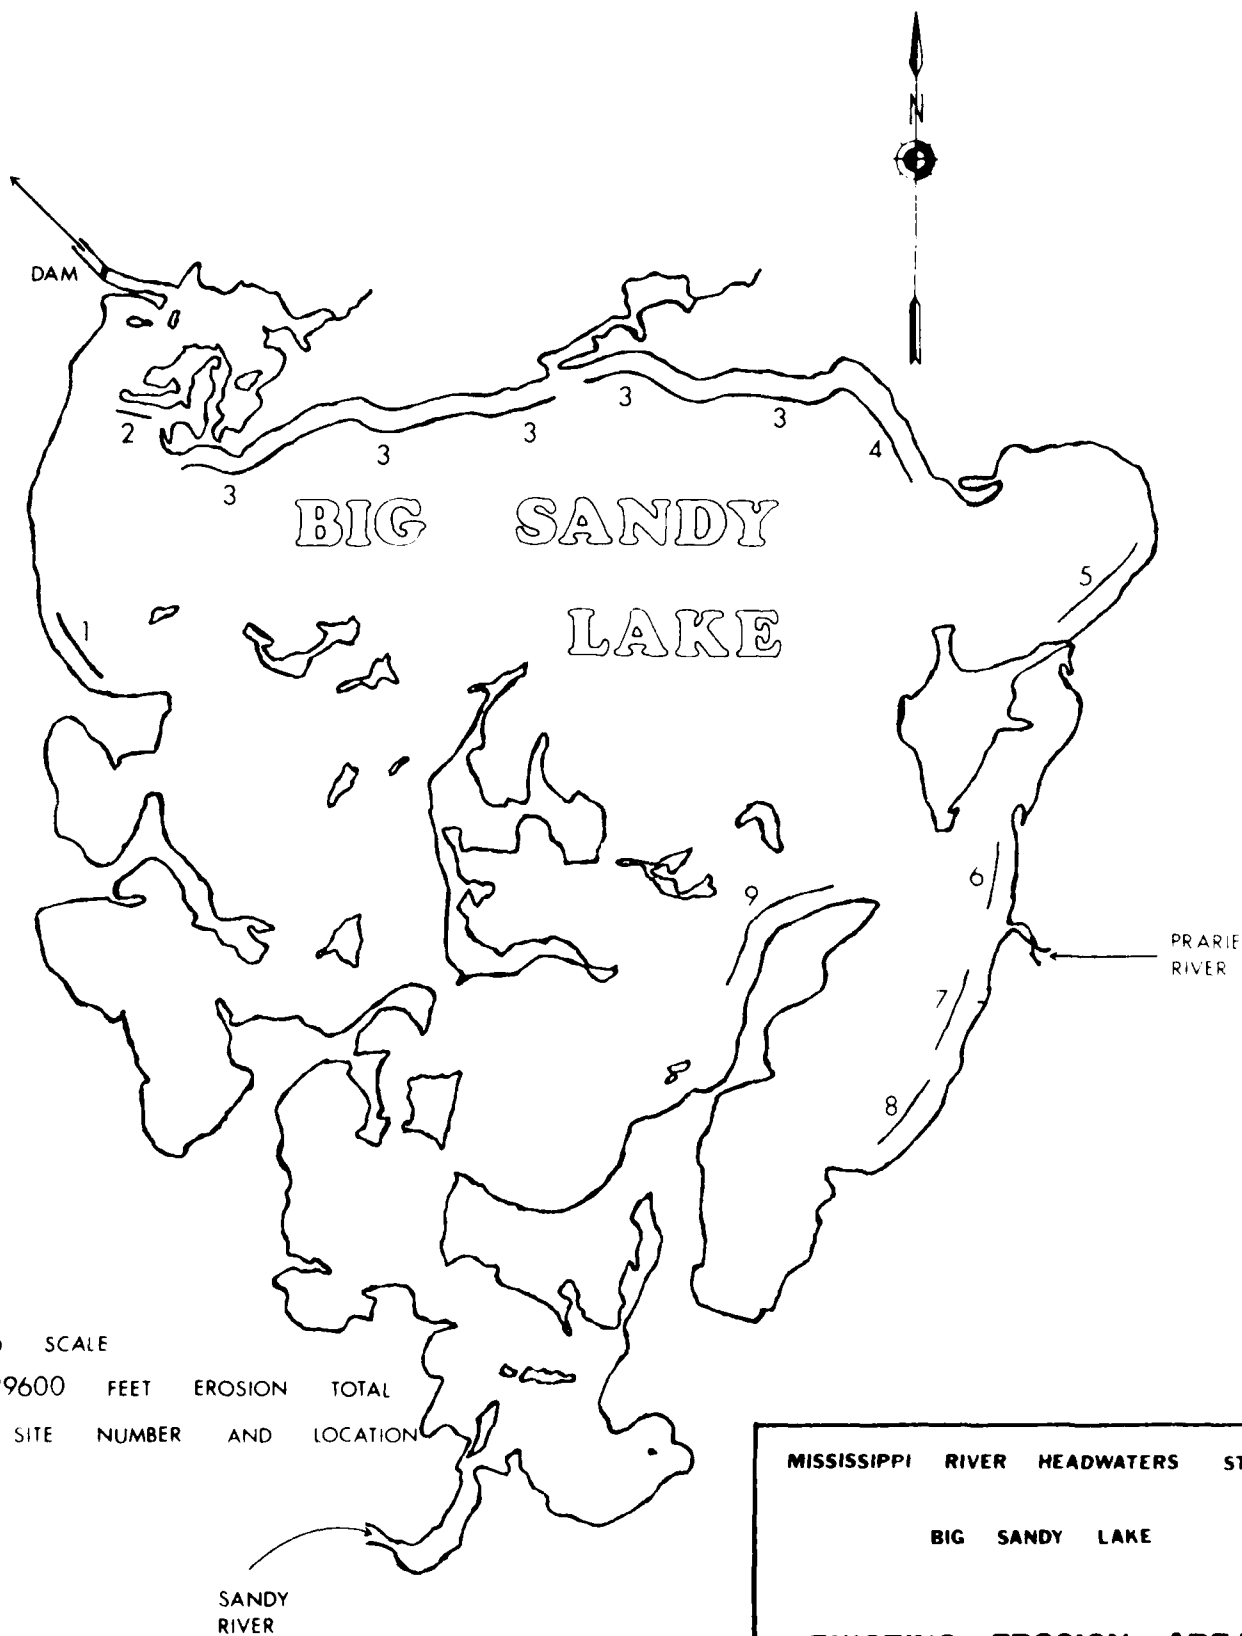 N
DAM
2
3
3
3
3
3
4
BIG SANDY
LAKE
5
1
6
9
PRARIE
RIVER
7
8
SCALE
9600 FEET EROSION TOTAL
SITE NUMBER AND LOCATION
MISSISSIPPI RIVER HEADWATERS ST
BIG SANDY LAKE
SANDY
RIVER